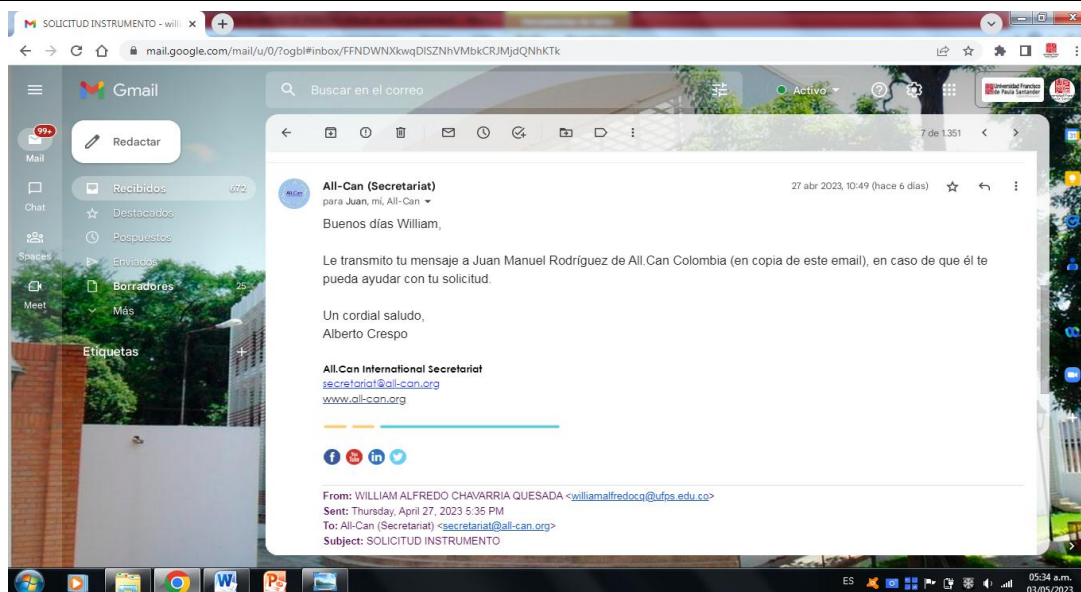 SOLICITUD INSTRUMENTO - willi
mail.google.com/mail/u/0/?ogbl#inbox/FFNDWNXkwqDlSZNhVMbkCRJMjdQNhKTk
Gmail
Buscar en el correo
Activo
Universidad Francisco
de Paula Santander
99+
Mail
Redactar
7 de 1.351
31
Chat
Recibidos 672
Destacados
Spaces
Pospuestos
Enviados
Meet
Borradores 25
Más
Etiquetas
All-Can (Secretariat)
27 abr 2023, 10:49 (hace 6 días)
para Juan, mí, All-Can
Buenos días William,
Le transmito tu mensaje a Juan Manuel Rodríguez de All.Can Colombia (en copia de este email), en caso de que él te
pueda ayudar con tu solicitud.
Un cordial saludo,
Alberto Crespo
All.Can International Secretariat
secretariat@all-can.org
www.all-can.org
From: WILLIAM ALFREDO CHAVARRIA QUESADA <williamalfredocq@ufps.edu.co>
Sent: Thursday, April 27, 2023 5:35 PM
To: All-Can (Secretariat) <secretariat@all-can.org>
Subject: SOLICITUD INSTRUMENTO
ES
05:34 a.m.
03/05/2023